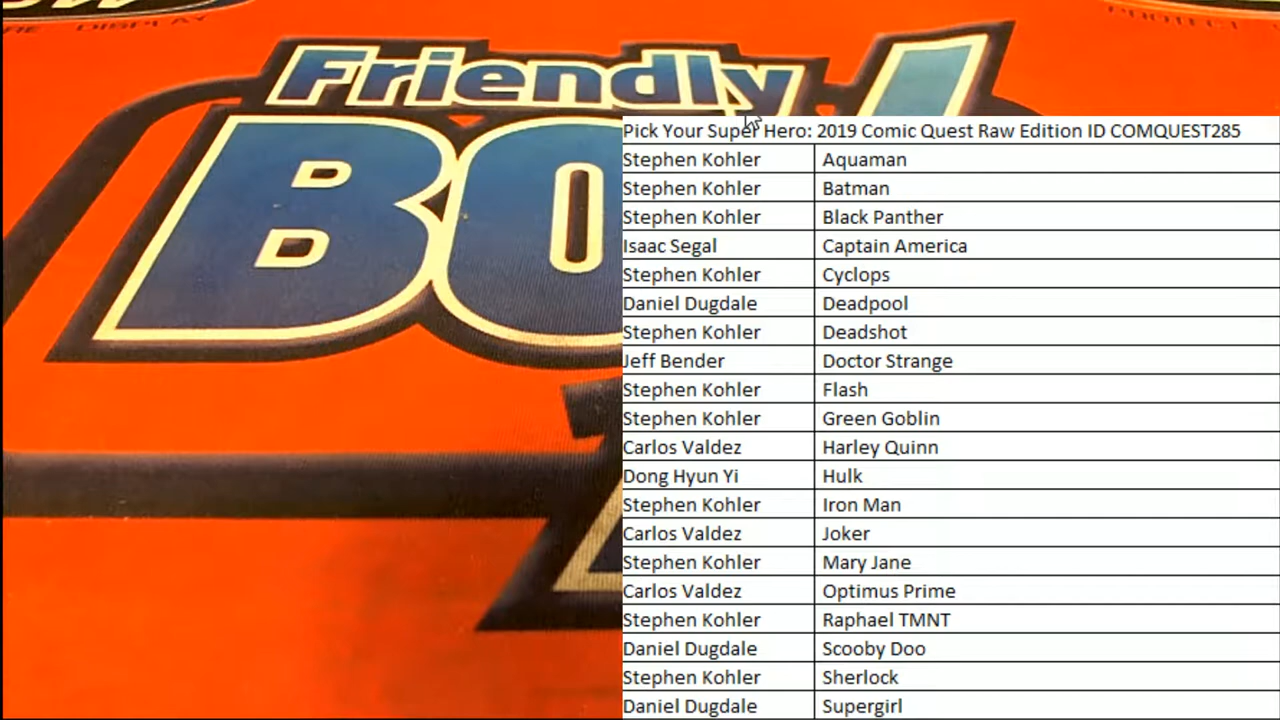 DISPLAY
PROTECT
Friendly
BO
Pick Your Super Hero: 2019 Comic Quest Raw Edition ID COMQUEST285
Stephen Kohler Aquaman
Stephen Kohler Batman
Stephen Kohler Black Panther
Isaac Segal Captain America
Stephen Kohler Cyclops
Daniel Dugdale Deadpool
Stephen Kohler Deadshot
Jeff Bender Doctor Strange
Stephen Kohler Flash
Stephen Kohler Green Goblin
Carlos Valdez Harley Quinn
Dong Hyun Yi Hulk
Stephen Kohler Iron Man
Carlos Valdez Joker
Stephen Kohler Mary Jane
Carlos Valdez Optimus Prime
Stephen Kohler Raphael TMNT
Daniel Dugdale Scooby Doo
Stephen Kohler Sherlock
Daniel Dugdale Supergirl